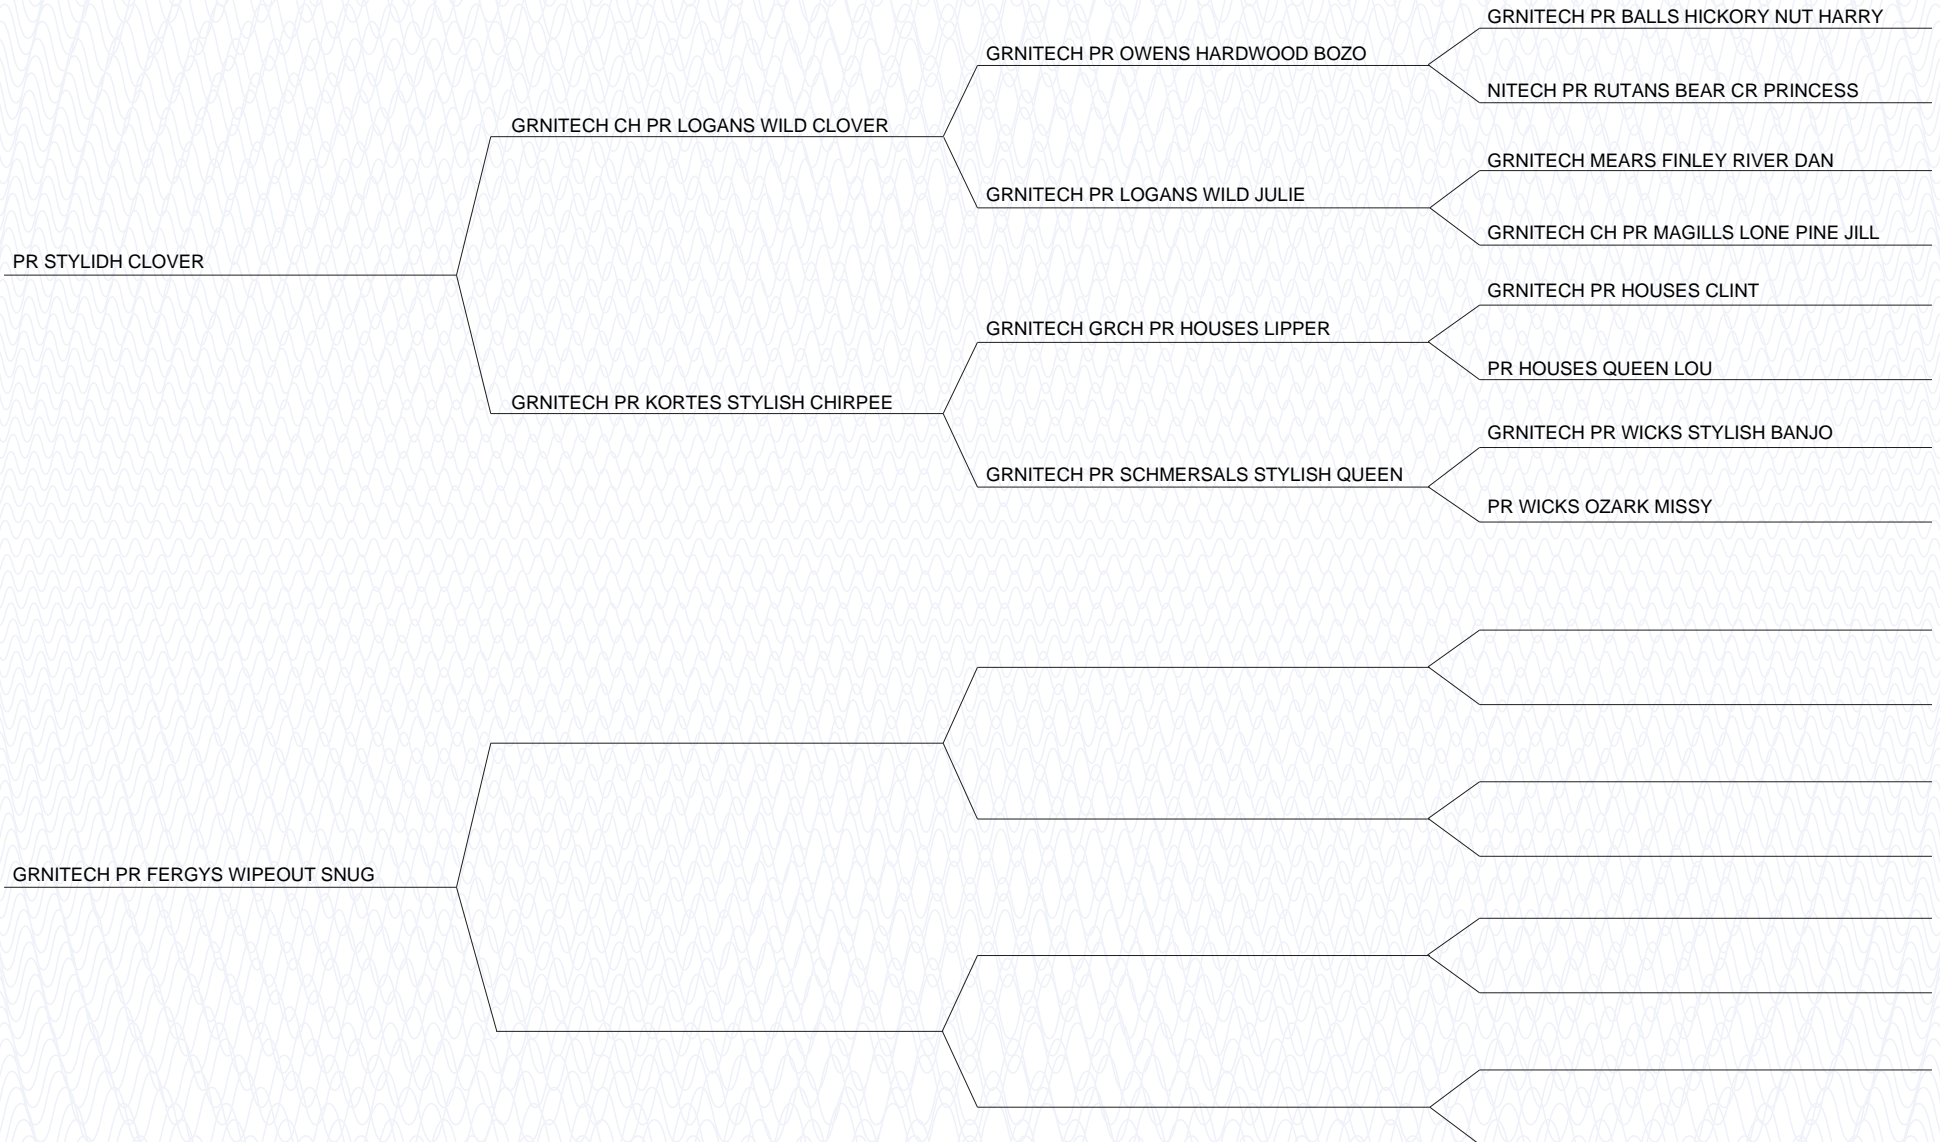 GRNITECH PR BALLS HICKORY NUT HARRY
GRNITECH PR OWENS HARDWOOD BOZO
NITECH PR RUTANS BEAR CR PRINCESS
GRNITECH CH PR LOGANS WILD CLOVER
GRNITECH MEARS FINLEY RIVER DAN
GRNITECH PR LOGANS WILD JULIE
GRNITECH CH PR MAGILLS LONE PINE JILL
PR STYLIDH CLOVER
GRNITECH PR HOUSES CLINT
GRNITECH GRCH PR HOUSES LIPPER
PR HOUSES QUEEN LOU
GRNITECH PR KORTES STYLISH CHIRPEE
GRNITECH PR WICKS STYLISH BANJO
GRNITECH PR SCHMERSALS STYLISH QUEEN
PR WICKS OZARK MISSY
GRNITECH PR FERGYS WIPEOUT SNUG